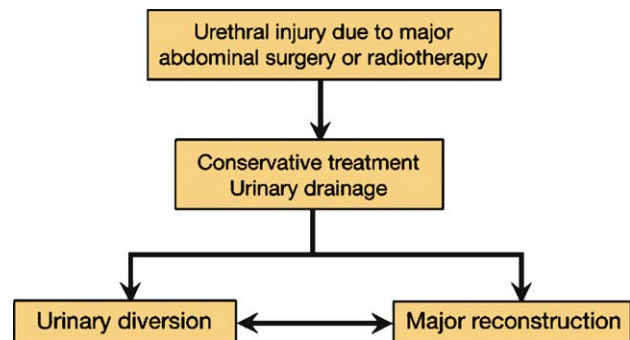 Urethral injury due to major
abdominal surgery or radiotherapy
Conservative treatment
Urinary drainage
Urinary diversion
Major reconstruction